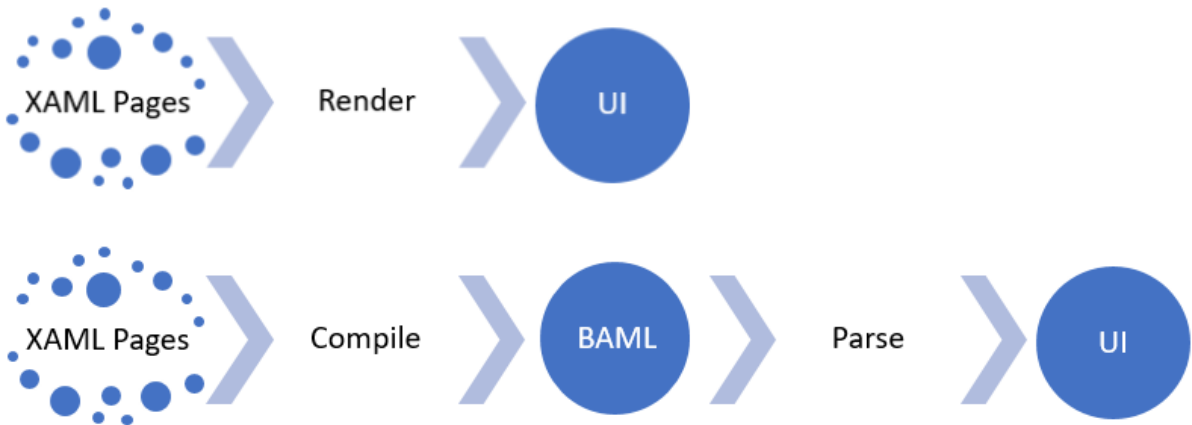 XAML Pages
Render
UI
XAML Pages
Compile
BAML
Parse
UI